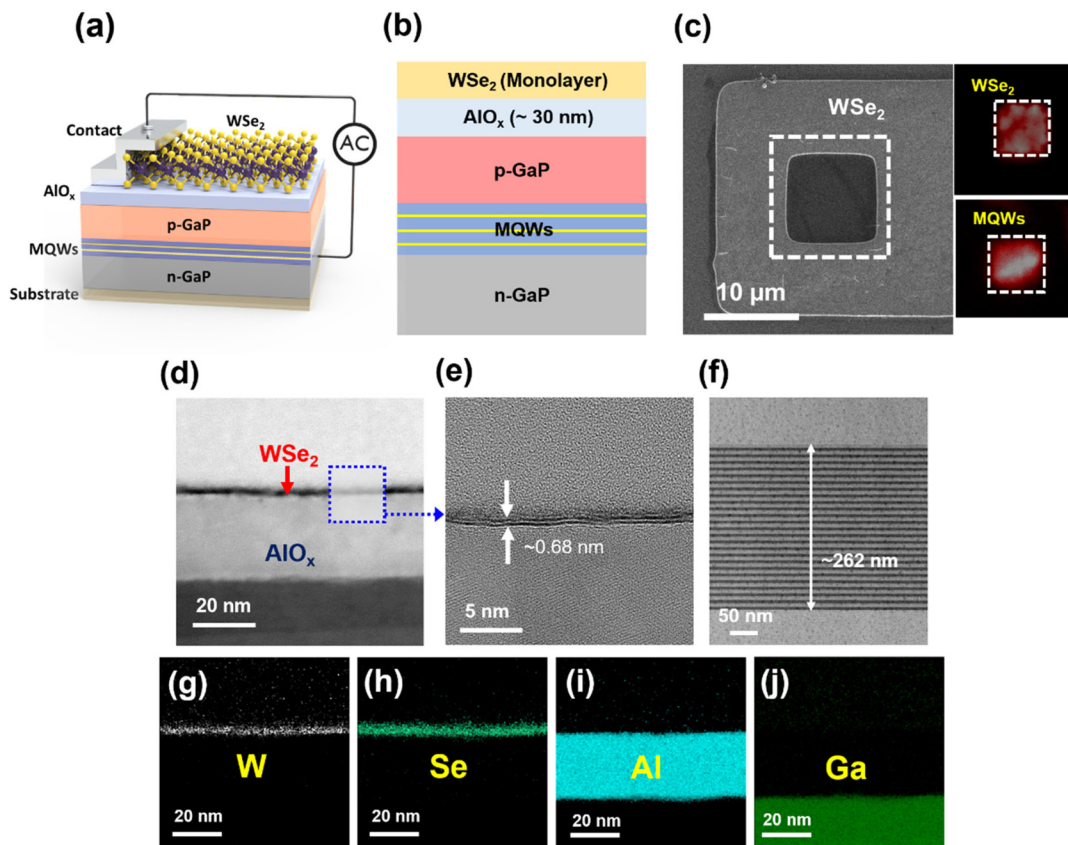 (a)
Contact
WSe2
AC
AlOx
p-GaP
MQWs
n-GaP
Substrate
(b)
WSe2 (Monolayer)
AlOx (~ 30 nm)
p-GaP
MQWs
n-GaP
(c)
WSe2
10 μm
WSe2
MQWs
(d)
WSe2
AlOx
20 nm
(e)
~0.68 nm
5 nm
(f)
~262 nm
50 nm
(g)
W
20 nm
(h)
Se
20 nm
(i)
Al
20 nm
(j)
Ga
20 nm